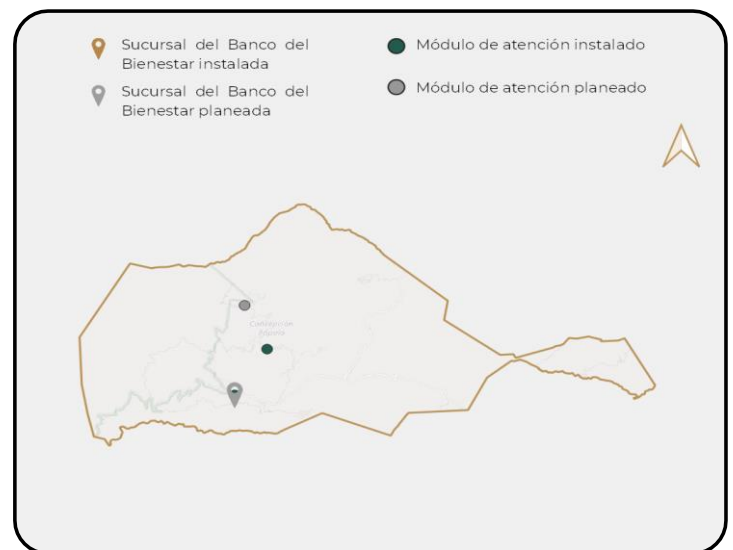 Sucursal del Banco del
Bienestar instalada
Sucursal del Banco del
Bienestar planeada
Módulo de atención instalado
Módulo de atención planeado